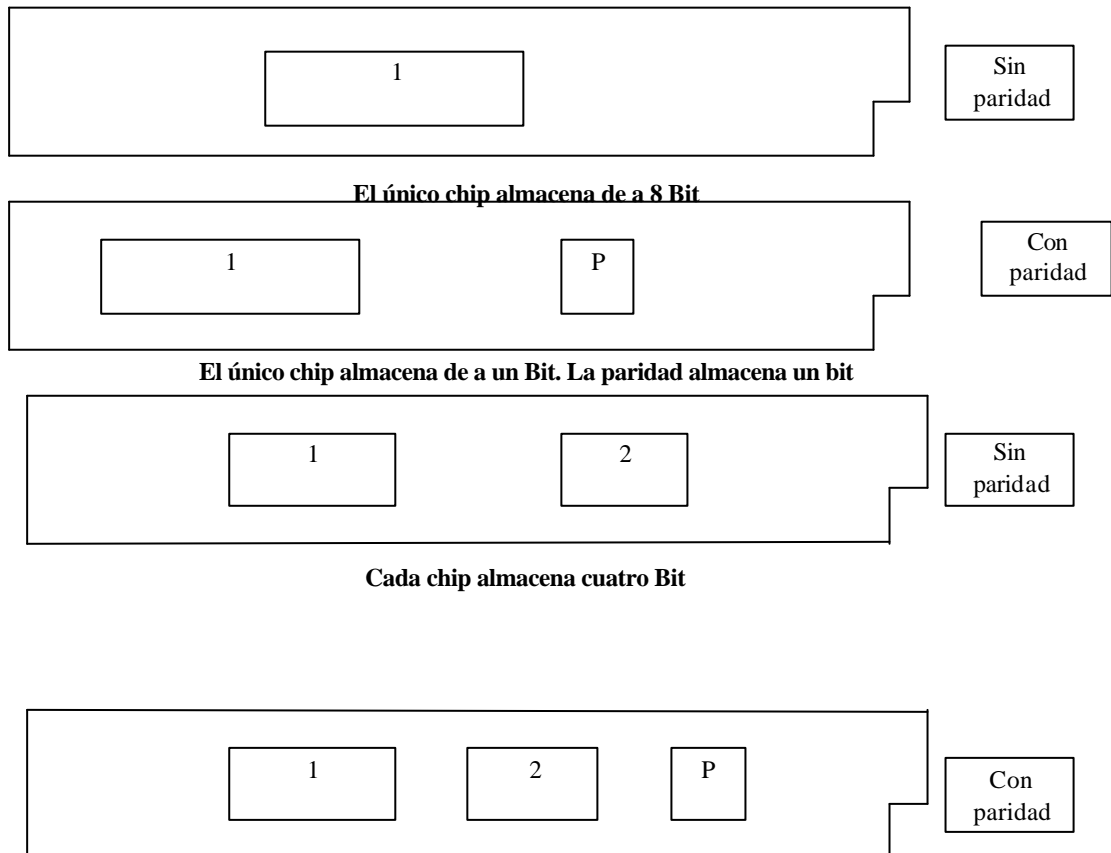 1
Sin
paridad
El único chip almacena de a 8 Bit
1
P
Con
paridad
El único chip almacena de a un Bit. La paridad almacena un bit
1
2
Sin
paridad
Cada chip almacena cuatro Bit
1
2
P
Con
paridad